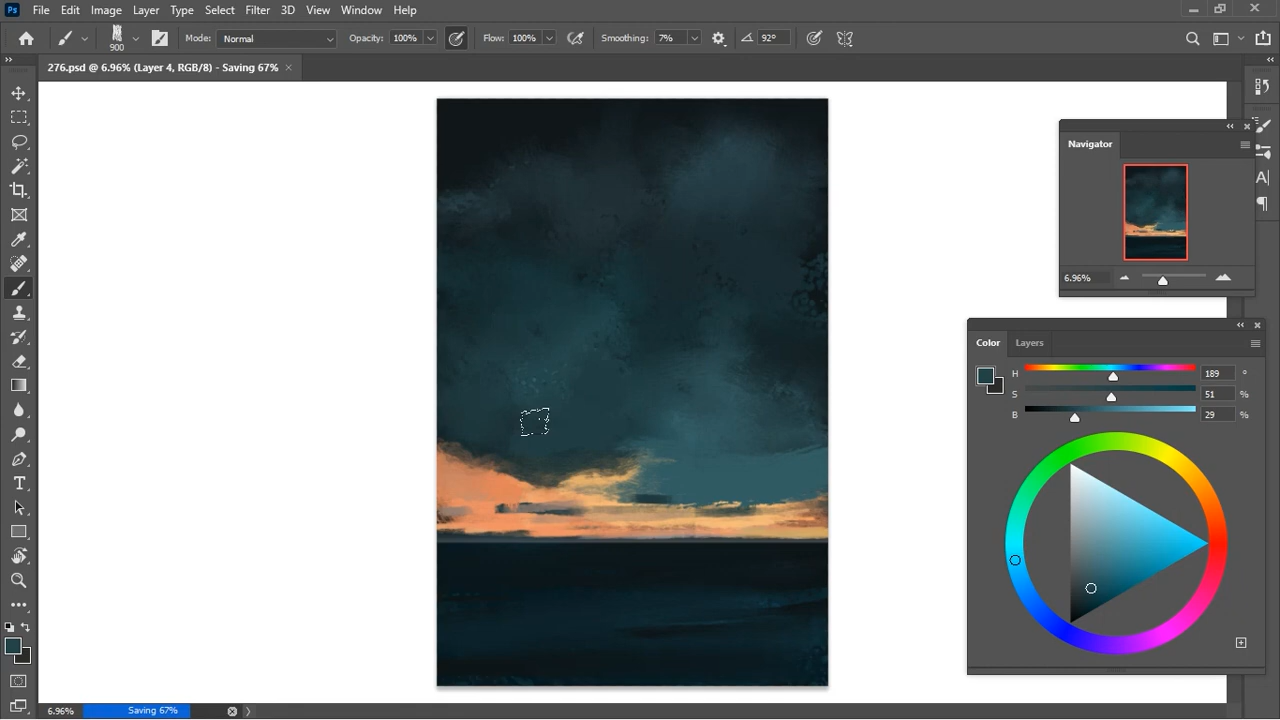 Ps File Edit Image Layer Type Select Filter 3D View Window Help
900 Mode: Normal Opacity: 100% Flow: 100% Smoothing: 7% 92°
276.psd @ 6.96% (Layer 4, RGB/8) - Saving 67%
Navigator
6.96%
Color Layers
H 189 °
S 51 %
B 29 %
6.96% Saving 67%